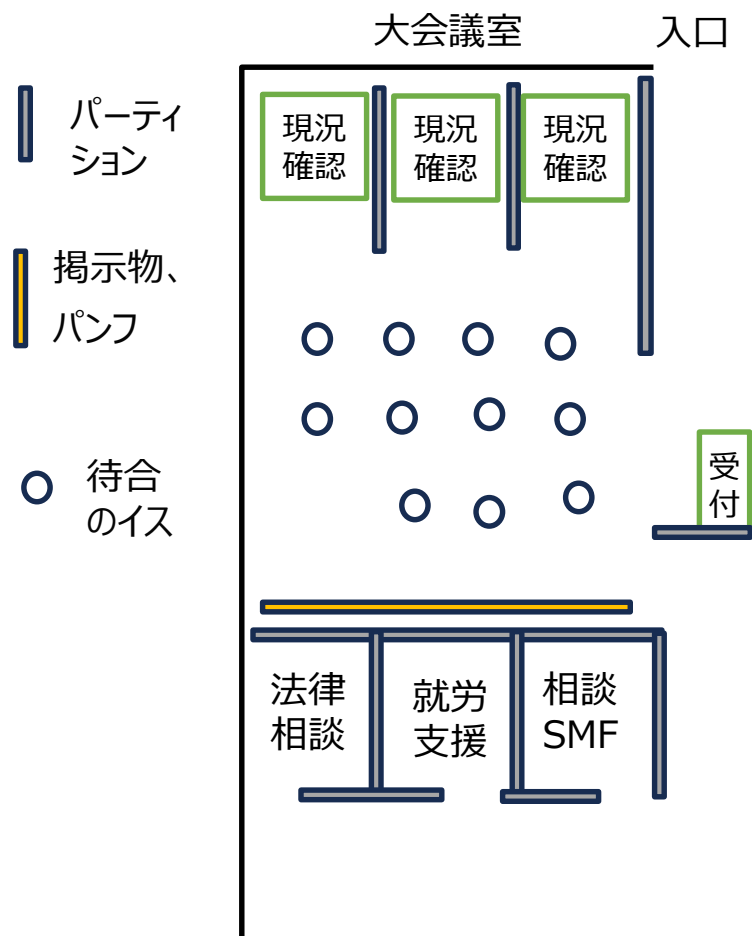 大会議室
入口
パーティ
ション
掲示物、
パンフ
待合
のイス
現況
確認
現況
確認
現況
確認
受
付
法律
相談
就労
支援
相談
SMF